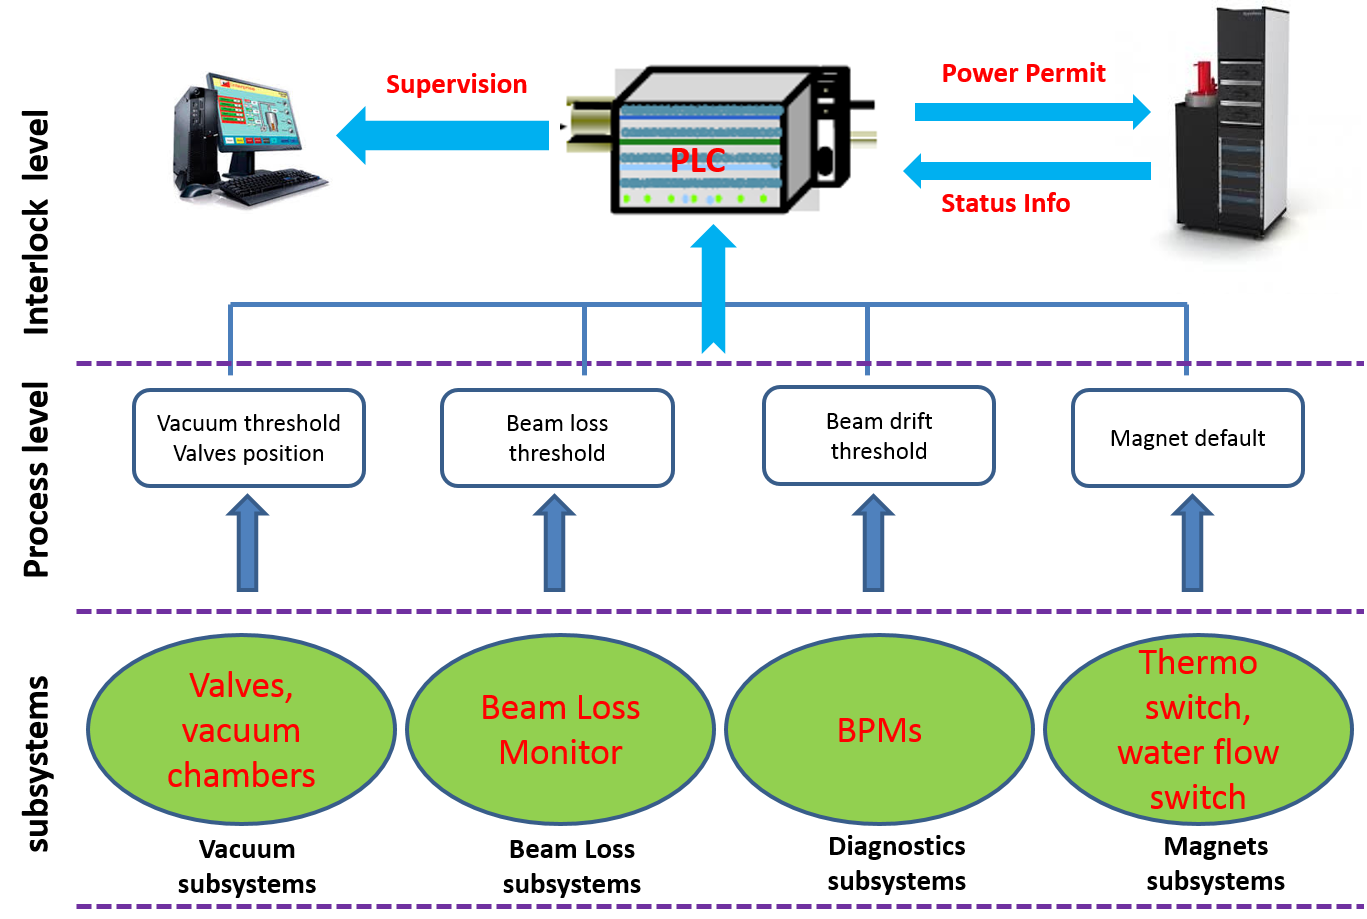 Interlock level
Supervision
PLC
Power Permit
Status Info
Process level
Vacuum threshold
Valves position
Beam loss
threshold
Beam drift
threshold
Magnet default
subsystems
Valves,
vacuum
chambers
Beam Loss
Monitor
BPMs
Thermo
switch,
water flow
switch
Vacuum
subsystems
Beam Loss
subsystems
Diagnostics
subsystems
Magnets
subsystems